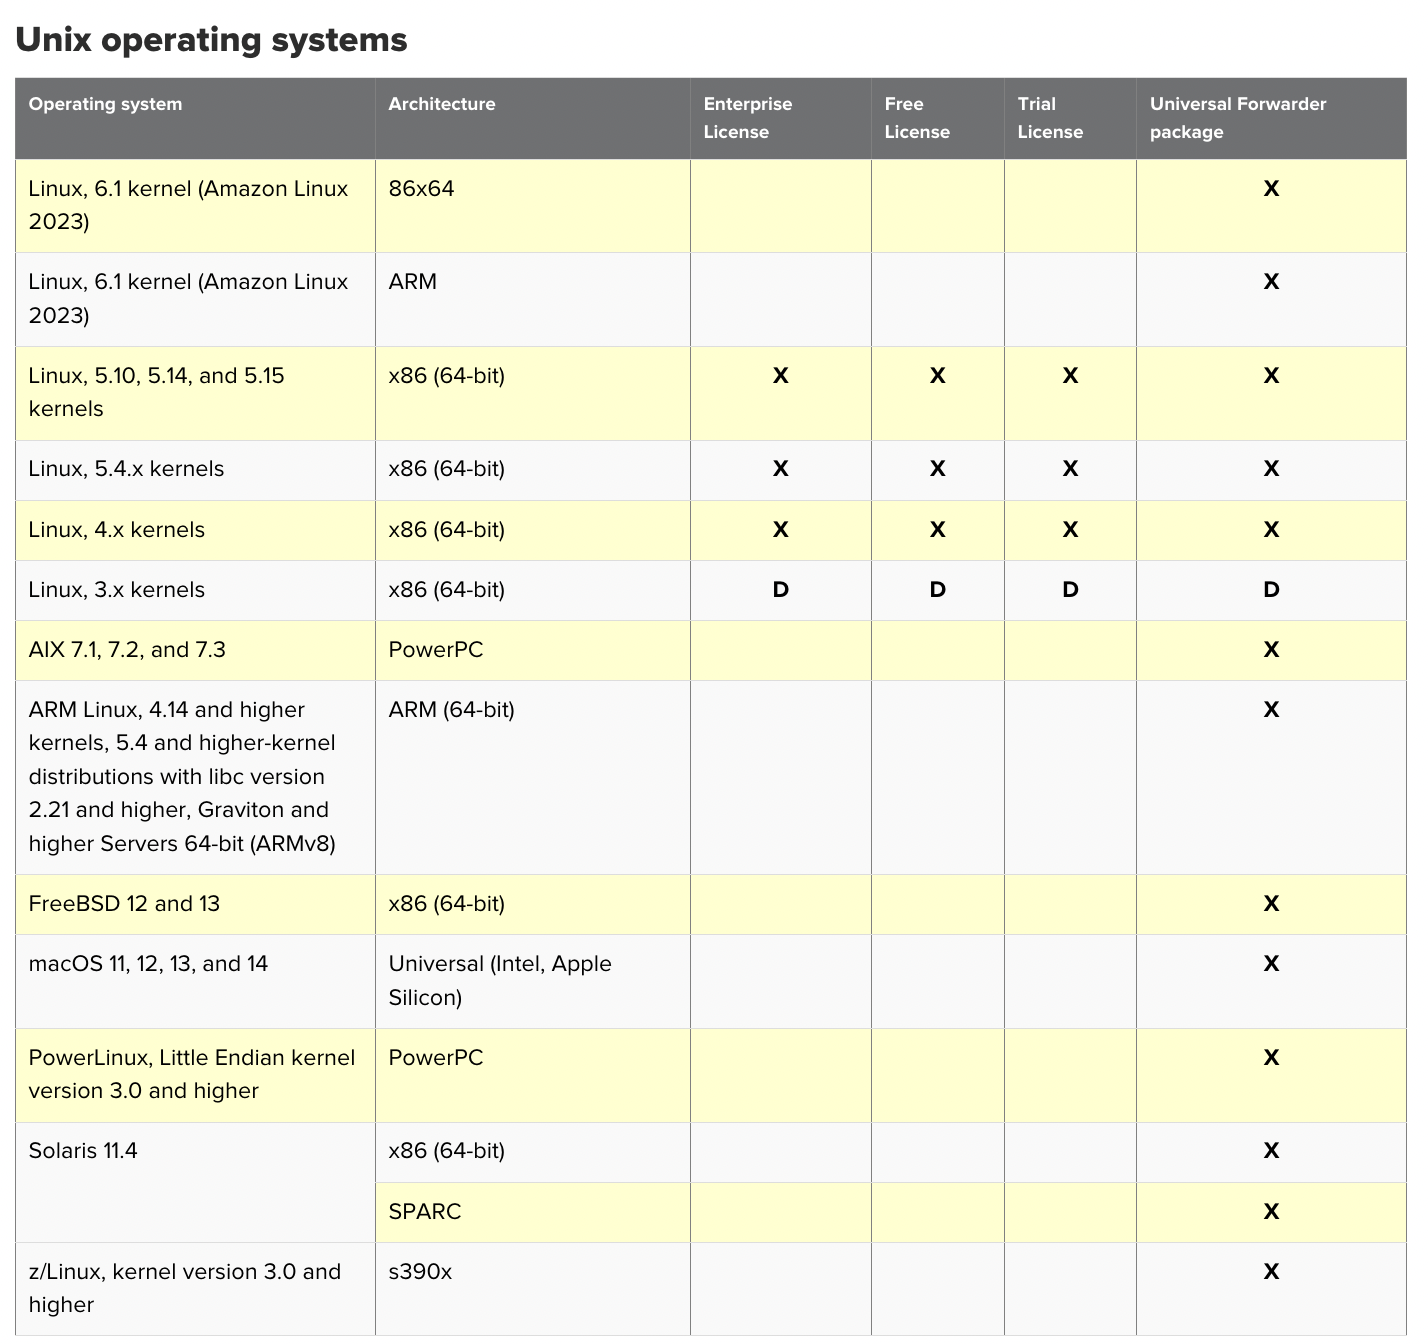 Unix operating systems
Operating system Architecture Enterprise License Free License Trial License Universal Forwarder package
Linux, 6.1 kernel (Amazon Linux 2023) 86x64 X
Linux, 6.1 kernel (Amazon Linux 2023) ARM X
Linux, 5.10, 5.14, and 5.15 kernels x86 (64-bit) X X X X
Linux, 5.4.x kernels x86 (64-bit) X X X X
Linux, 4.x kernels x86 (64-bit) X X X X
Linux, 3.x kernels x86 (64-bit) D D D D
AIX 7.1, 7.2, and 7.3 PowerPC X
ARM Linux, 4.14 and higher kernels, 5.4 and higher-kernel distributions with libc version 2.21 and higher, Graviton and higher Servers 64-bit (ARMv8) ARM (64-bit) X
FreeBSD 12 and 13 x86 (64-bit) X
macOS 11, 12, 13, and 14 Universal (Intel, Apple Silicon) X
PowerLinux, Little Endian kernel version 3.0 and higher PowerPC X
Solaris 11.4 x86 (64-bit) X
SPARC X
z/Linux, kernel version 3.0 and higher s390x X